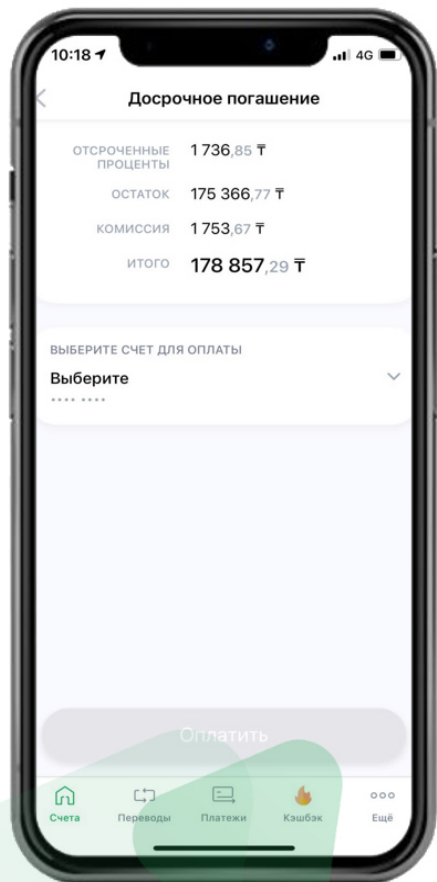 10:18 4G
Досрочное погашение
ОТСРОЧЕННЫЕ ПРОЦЕНТЫ 1 736,85 ₸
ОСТАТОК 175 366,77 ₸
КОМИССИЯ 1 753,67 ₸
ИТОГО 178 857,29 ₸
ВЫБЕРИТЕ СЧЕТ ДЛЯ ОПЛАТЫ
Выберите
•••• ••••
Оплатить
Счета Переводы Платежи Кэшбэк Ещё